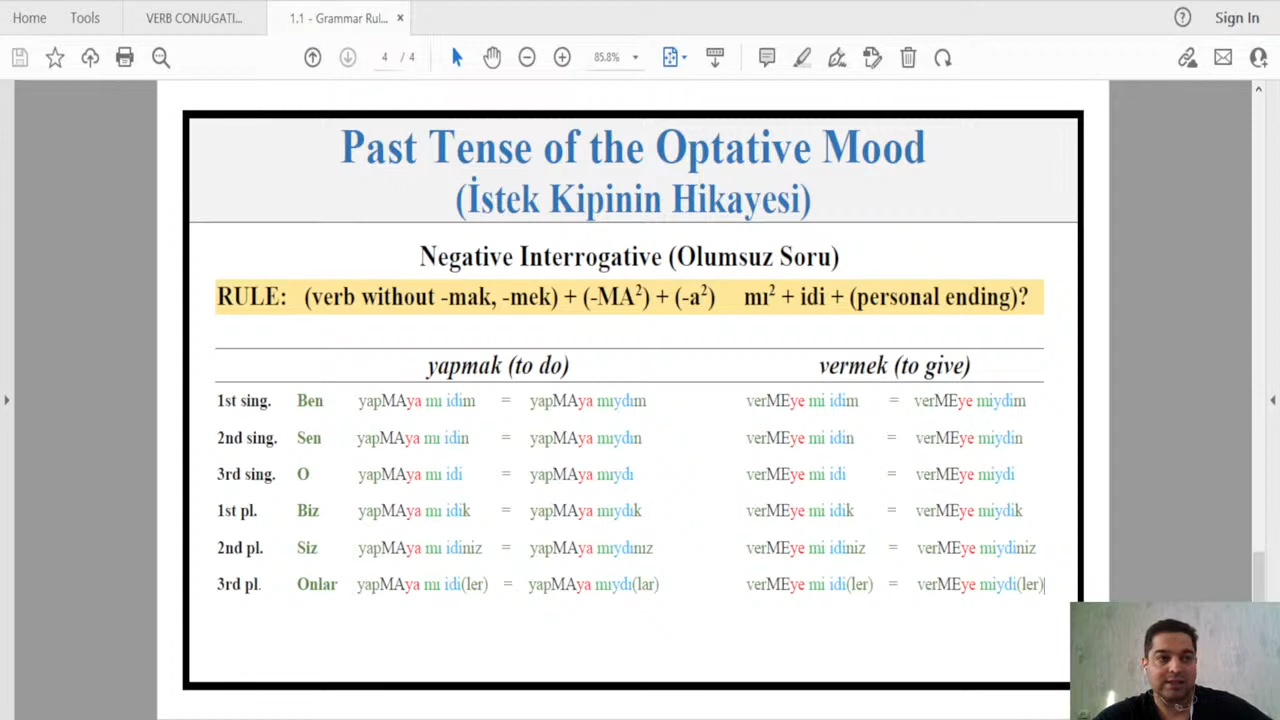 Home Tools VERB CONJUGATI... 1.1 - Grammar Rul... × ? Sign In
4 / 4 85.8%
Past Tense of the Optative Mood
(İstek Kipinin Hikayesi)
Negative Interrogative (Olumsuz Soru)
RULE: (verb without -mak, -mek) + (-MA²) + (-a²) mı² + idi + (personal ending)?
yapmak (to do) vermek (to give)
1st sing. Ben yapMAya mı idim = yapMAya mıydım verMEye mi idim = verMEye miydim
2nd sing. Sen yapMAya mı idin = yapMAya mıydın verMEye mi idin = verMEye miydin
3rd sing. O yapMAya mı idi = yapMAya mıydı verMEye mi idi = verMEye miydi
1st pl. Biz yapMAya mı idik = yapMAya mıydık verMEye mi idik = verMEye miydik
2nd pl. Siz yapMAya mı idiniz = yapMAya mıydınız verMEye mi idiniz = verMEye miydiniz
3rd pl. Onlar yapMAya mı idi(ler) = yapMAya mıydı(lar) verMEye mi idi(ler) = verMEye miydi(ler)